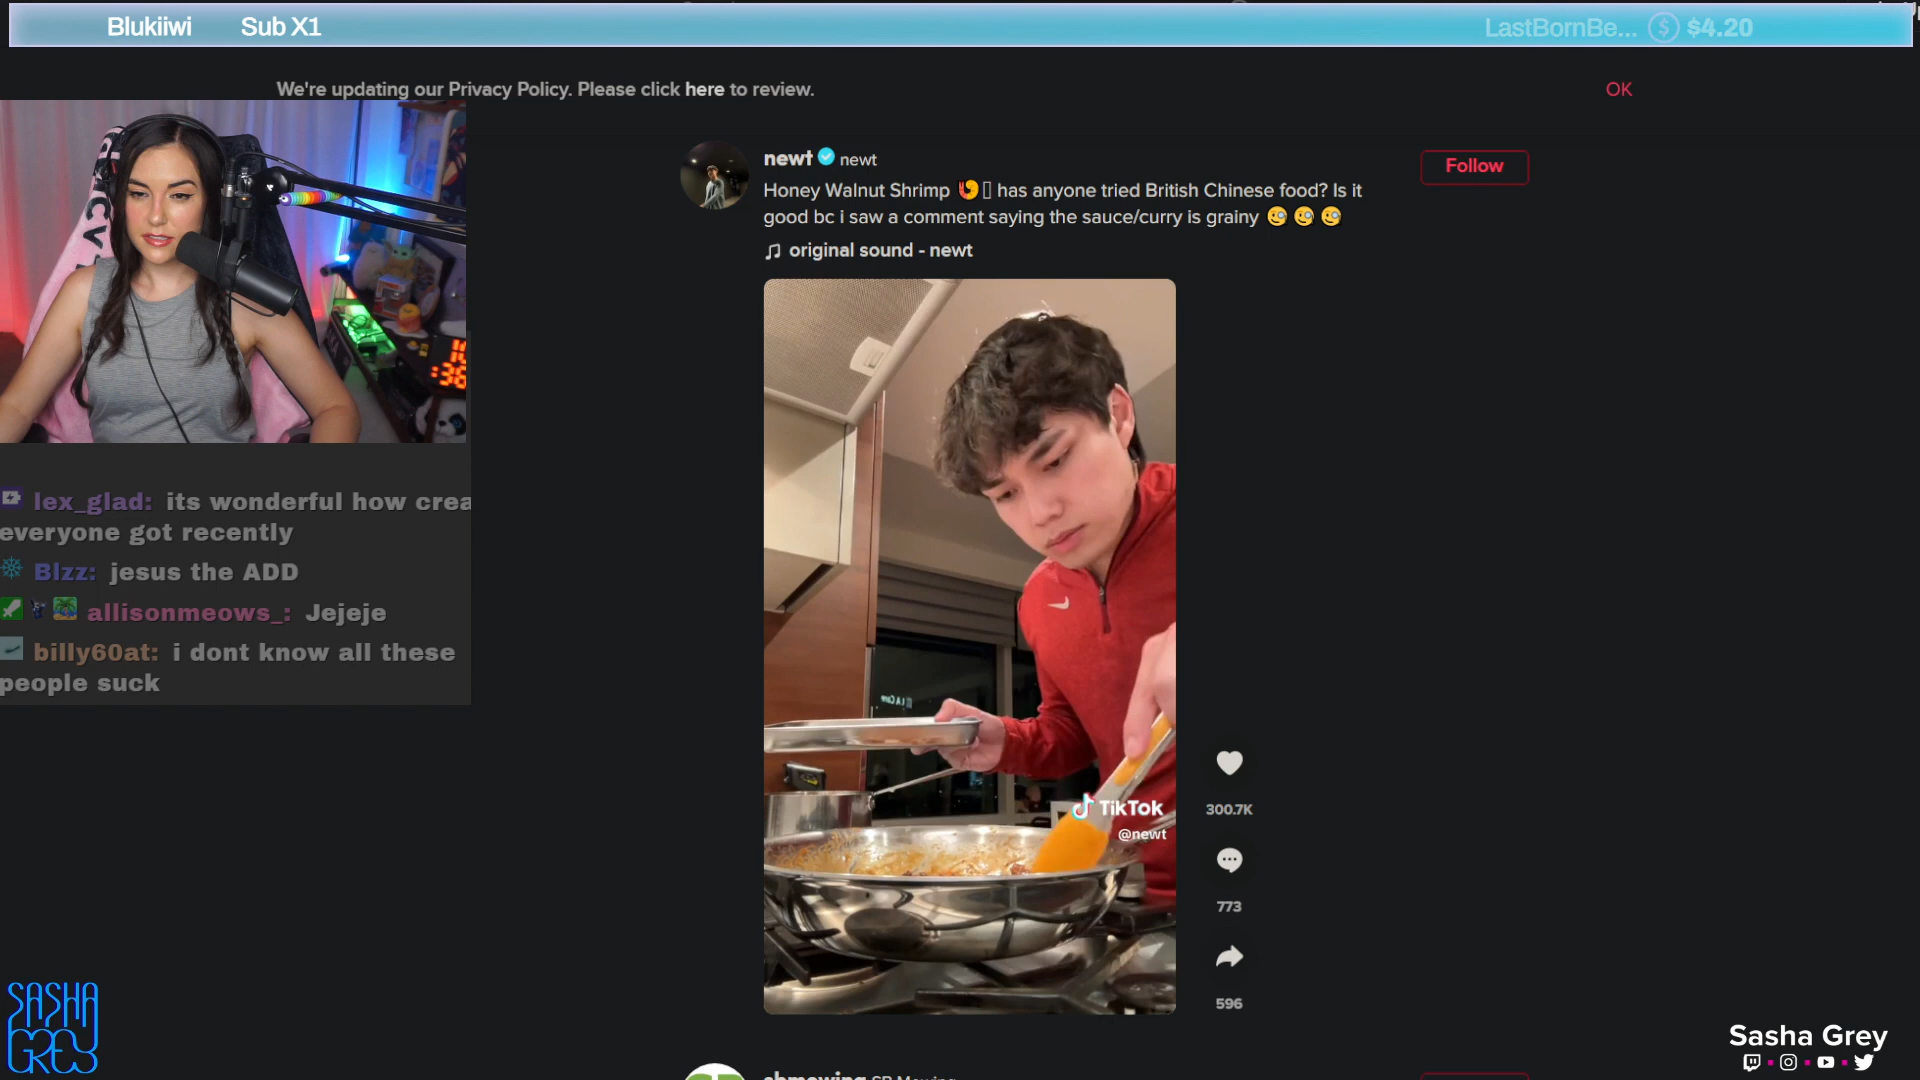 Blukiiwi Sub X1 LastBornBe... $4.20
We're updating our Privacy Policy. Please click here to review. OK
newt newt
Follow
Honey Walnut Shrimp 🍤 has anyone tried British Chinese food? Is it
good bc i saw a comment saying the sauce/curry is grainy 🧐 🧐 🧐
original sound - newt
lex_glad: its wonderful how crea
everyone got recently
Blzz: jesus the ADD
allisonmeows_: Jejeje
billy60at: i dont know all these
people suck
TikTok
@newt
300.7K
773
596
SASHA
GREY
Sasha Grey